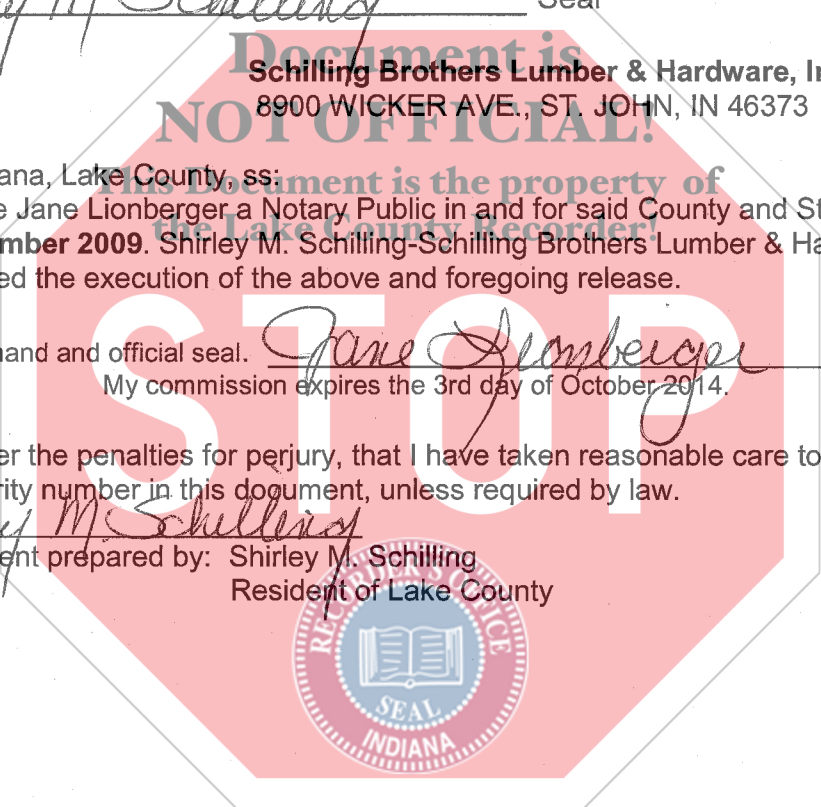 M Schilling Seal
Document is
Schilling Brothers Lumber & Hardware, In
NOT OFFICIAL!
8900 WICKER AVE., ST. JOHN, IN 46373
ana, Lake County, ss:
This Document is the property of
e Jane Lionberger a Notary Public in and for said County and St
the Lake County Recorder!
mber 2009. Shirley M. Schilling-Schilling Brothers Lumber & Ha
ed the execution of the above and foregoing release.
STOP
hand and official seal. Jane Lionberger
My commission expires the 3rd day of October 2014.
er the penalties for perjury, that I have taken reasonable care to
rity number in this document, unless required by law.
M Schilling
ent prepared by: Shirley M. Schilling
Resident of Lake County
RECORDER'S OFFICE
SEAL
INDIANA